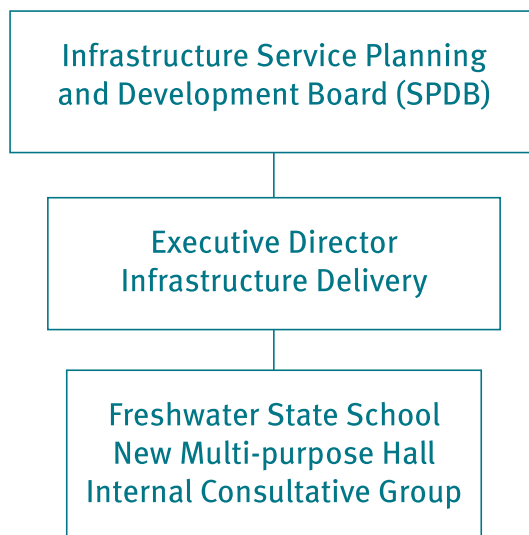 Infrastructure Service Planning
and Development Board (SPDB)
Executive Director
Infrastructure Delivery
Freshwater State School
New Multi-purpose Hall
Internal Consultative Group